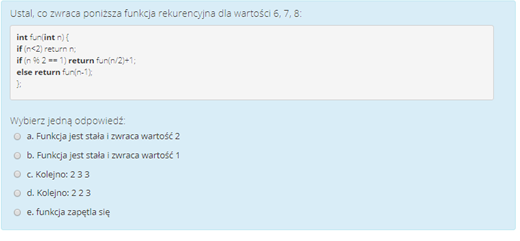 Ustal, co zwraca poniższa funkcja rekurencyjna dla wartości 6, 7, 8:
int fun(int n) {
if (n<2) return n;
if (n % 2 == 1) return fun(n/2)+1;
else return fun(n-1);
};
Wybierz jedną odpowiedź:
a. Funkcja jest stała i zwraca wartość 2
b. Funkcja jest stała i zwraca wartość 1
c. Kolejno: 2 3 3
d. Kolejno: 2 2 3
e. funkcja zapętla się